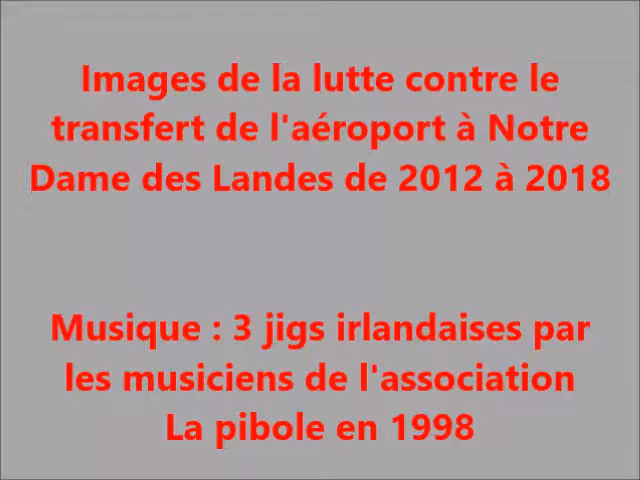 Images de la lutte contre le
transfert de l'aéroport à Notre
Dame des Landes de 2012 à 2018
Musique : 3 jigs irlandaises par
les musiciens de l'association
La pibole en 1998